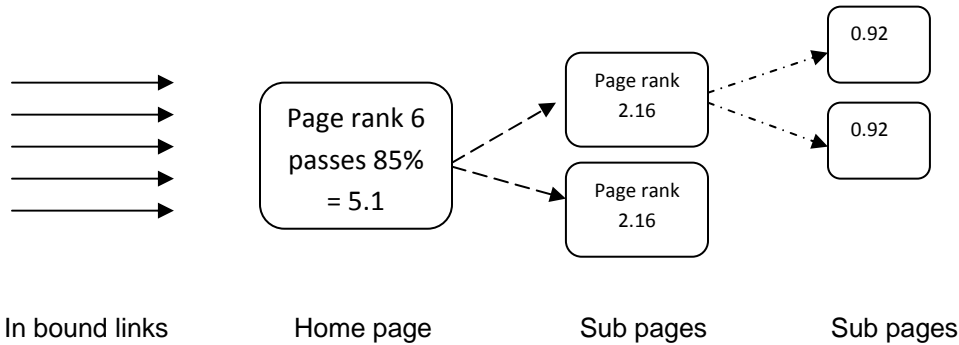 0.92
Page rank
2.16
Page rank 6
passes 85%
= 5.1
0.92
Page rank
2.16
In bound links
Home page
Sub pages
Sub pages